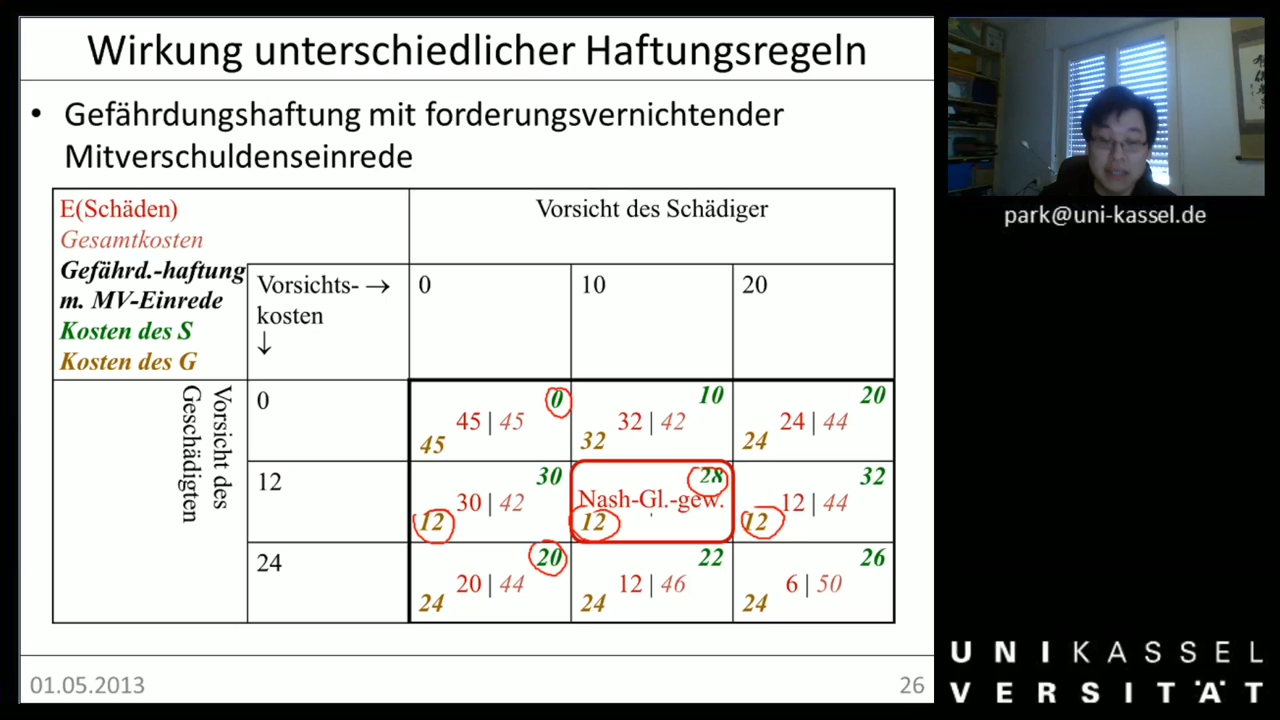 Wirkung unterschiedlicher Haftungsregeln
• Gefährdungshaftung mit forderungsvernichtender
Mitverschuldenseinrede
E(Schäden)
Gesamtkosten
Gefährd.-haftung
m. MV-Einrede
Kosten des S
Kosten des G
Vorsicht des Schädiger
Vorsichts- →
kosten
↓
0 10 20
Vorsicht des
Geschädigten
0
0 10 20
45 | 45 32 | 42 24 | 44
45 32 24
12
30 28 32
30 | 42 Nash-Gl.-gew. 12 | 44
12 12 12
24
20 22 26
20 | 44 12 | 46 6 | 50
24 24 24
01.05.2013
26
park@uni-kassel.de
UNIKASSEL
VERSITÄT